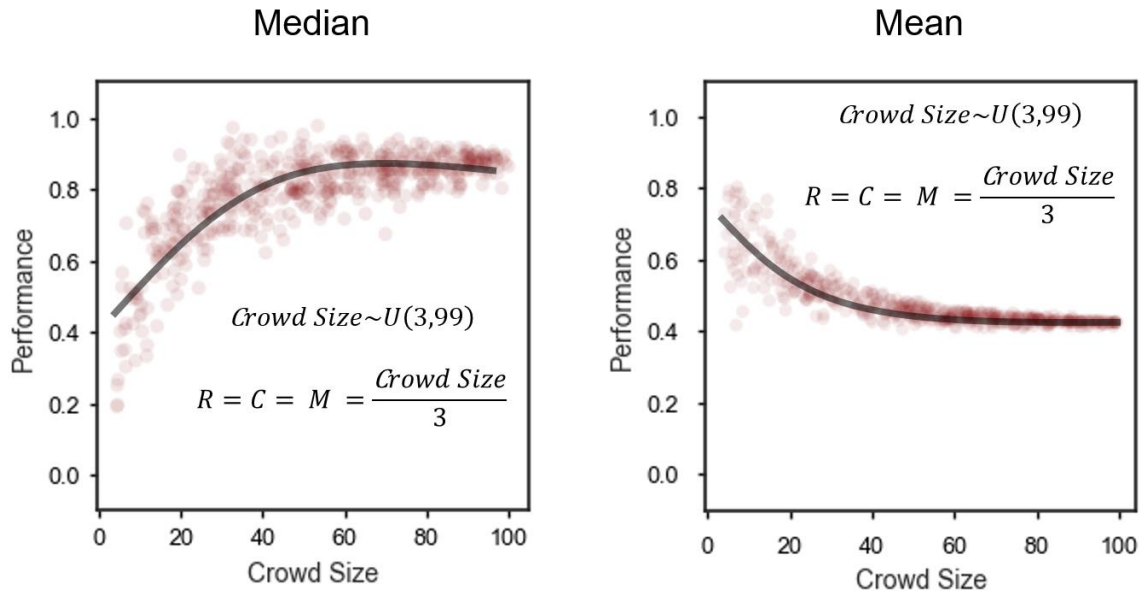 Median
1.0
0.8
0.6
0.4
0.2
0.0
Performance
Crowd Size~U(3,99)
R = C = M = Crowd Size
3
0 20 40 60 80 100
Crowd Size
Mean
1.0
0.8
0.6
0.4
0.2
0.0
Performance
Crowd Size~U(3,99)
R = C = M = Crowd Size
3
0 20 40 60 80 100
Crowd Size